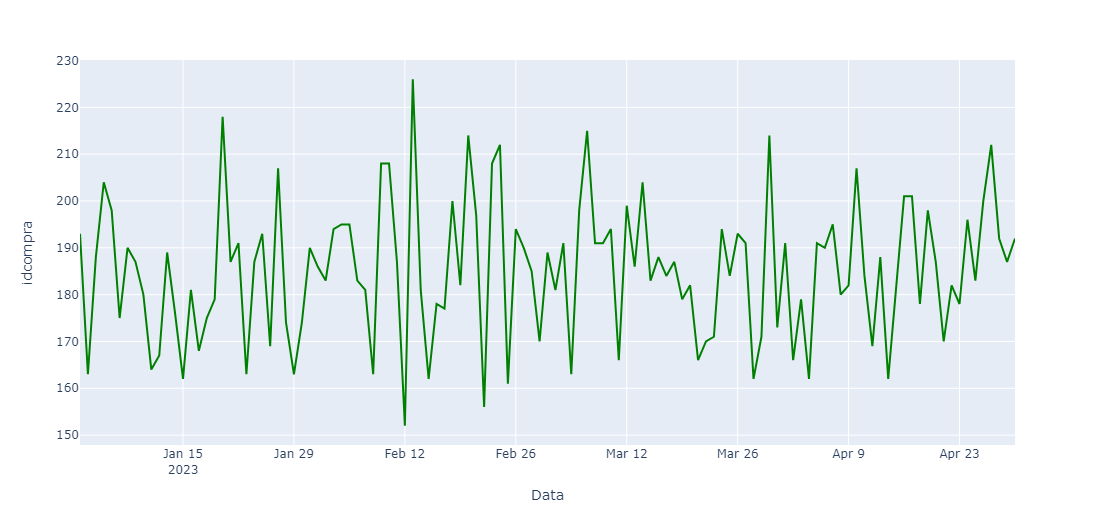 230
220
210
200
190
180
170
160
150
idcompra
Jan 15
2023
Jan 29
Feb 12
Feb 26
Mar 12
Mar 26
Apr 9
Apr 23
Data